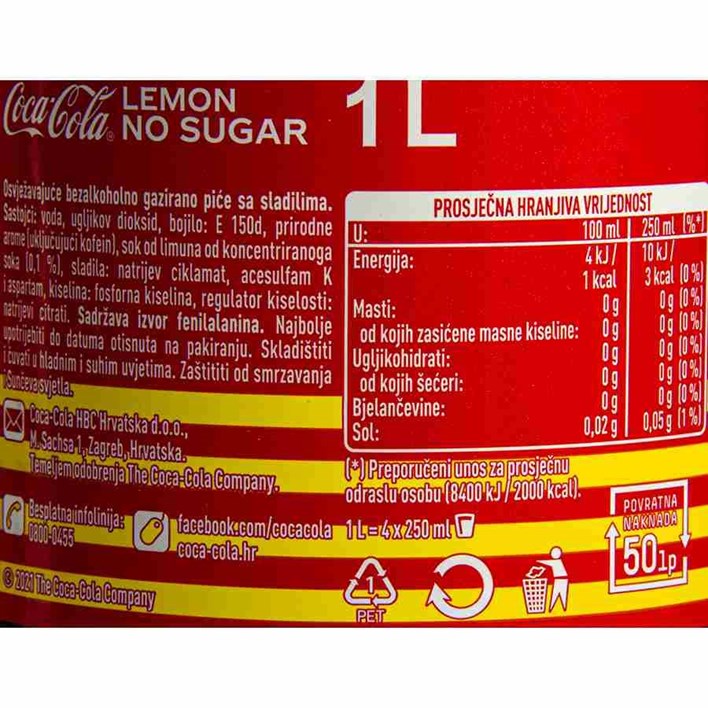 Coca-Cola® LEMON
NO SUGAR
1 L
Osvježavajuće bezalkoholno gazirano piće sa sladilima.
Sastojci: voda, ugljikov dioksid, bojilo: E 150d, prirodne
arome (uključujući kofein), sok od limuna od koncentriranoga
soka (0,1 %), sladila: natrijev ciklamat, acesulfam K
i aspartam, kiselina: fosforna kiselina, regulator kiselosti:
natrijevi citrati. Sadržava izvor fenilalanina. Najbolje
upotrijebiti do datuma otisnuta na pakiranju. Skladištiti
i čuvati u hladnim i suhim uvjetima. Zaštititi od smrzavanja
i Sunčeva svjetla.
Coca-Cola HBC Hrvatska d.o.o.,
M. Sachsa 1, Zagreb, Hrvatska.
Temeljem odobrenja The Coca-Cola Company.
Besplatna infolinija:
0800-0455
facebook.com/cocacola
coca-cola.hr
© 2021 The Coca-Cola Company
PROSJEČNA HRANJIVA VRIJEDNOST
U: 100 ml 250 ml (%*)
Energija: 4 kJ/ 10 kJ/
1 kcal 3 kcal (0 %)
Masti: 0 g 0 g (0 %)
od kojih zasićene masne kiseline: 0 g 0 g (0 %)
Ugljikohidrati: 0 g 0 g (0 %)
od kojih šećeri: 0 g 0 g (0 %)
Bjelančevine: 0 g 0 g (0 %)
Sol: 0,02 g 0,05 g (1 %)
(*) Preporučeni unos za prosječnu
odraslu osobu (8400 kJ / 2000 kcal).
1 L = 4 x 250 ml
1
PET
POVRATNA
NAKNADA
50 lp